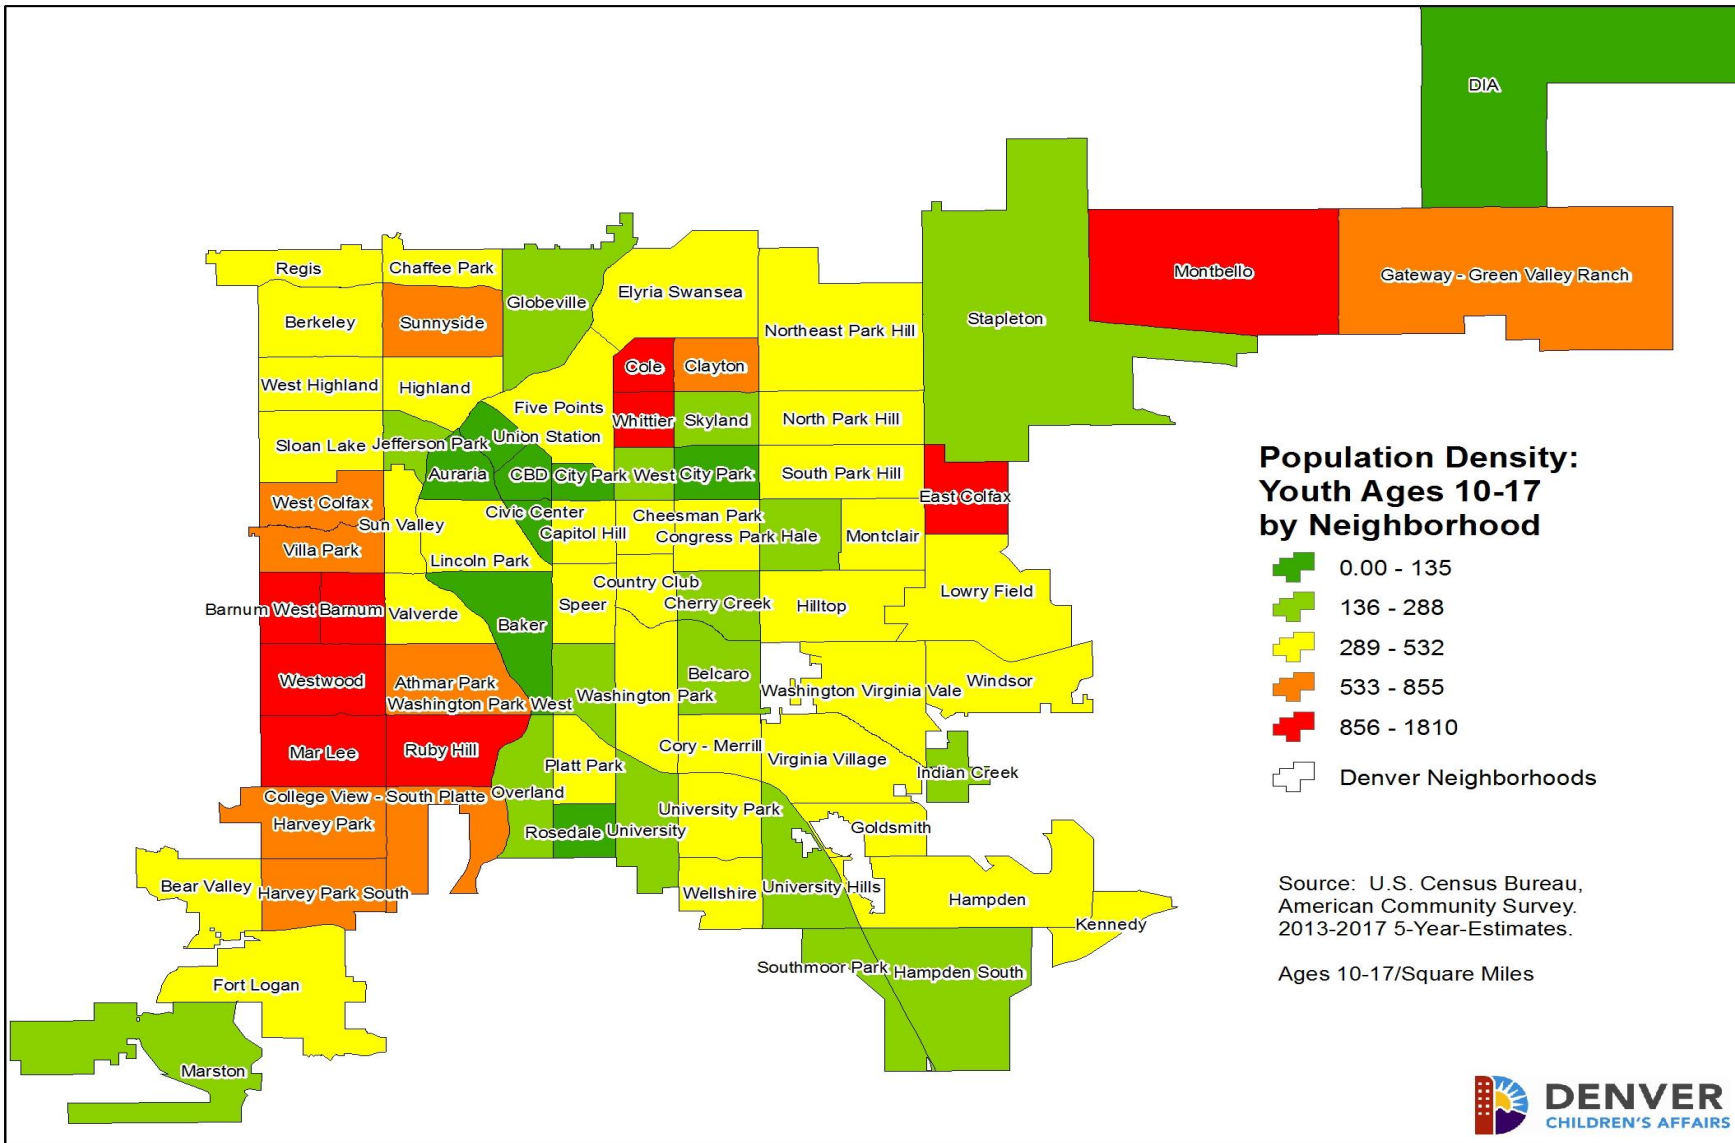 DIA
Montbello
Gateway - Green Valley Ranch
Regis
Chaffee Park
Globeville
Elyria Swansea
Stapleton
Berkeley
Sunnyside
Northeast Park Hill
Cole
Clayton
West Highland
Highland
Five Points
Whittier
Skyland
North Park Hill
Sloan Lake
Jefferson Park
Union Station
Auraria
CBD
City Park West
City Park
South Park Hill
East Colfax
West Colfax
Sun Valley
Civic Center
Capitol Hill
Cheesman Park
Congress Park
Hale
Montclair
Villa Park
Lincoln Park
Country Club
Lowry Field
Barnum West
Barnum
Valverde
Baker
Speer
Cherry Creek
Hilltop
Westwood
Athmar Park
Washington Park West
Washington Park
Belcaro
Washington Virginia Vale
Windsor
Mar Lee
Ruby Hill
Platt Park
Cory - Merrill
Virginia Village
Indian Creek
College View - South Platte
Overland
Harvey Park
Rosedale
University
University Park
Goldsmith
Bear Valley
Harvey Park South
Wellshire
University Hills
Hampden
Kennedy
Fort Logan
Southmoor Park
Hampden South
Marston
Population Density:
Youth Ages 10-17
by Neighborhood
0.00 - 135
136 - 288
289 - 532
533 - 855
856 - 1810
Denver Neighborhoods
Source: U.S. Census Bureau,
American Community Survey.
2013-2017 5-Year-Estimates.
Ages 10-17/Square Miles
DENVER
CHILDREN'S AFFAIRS